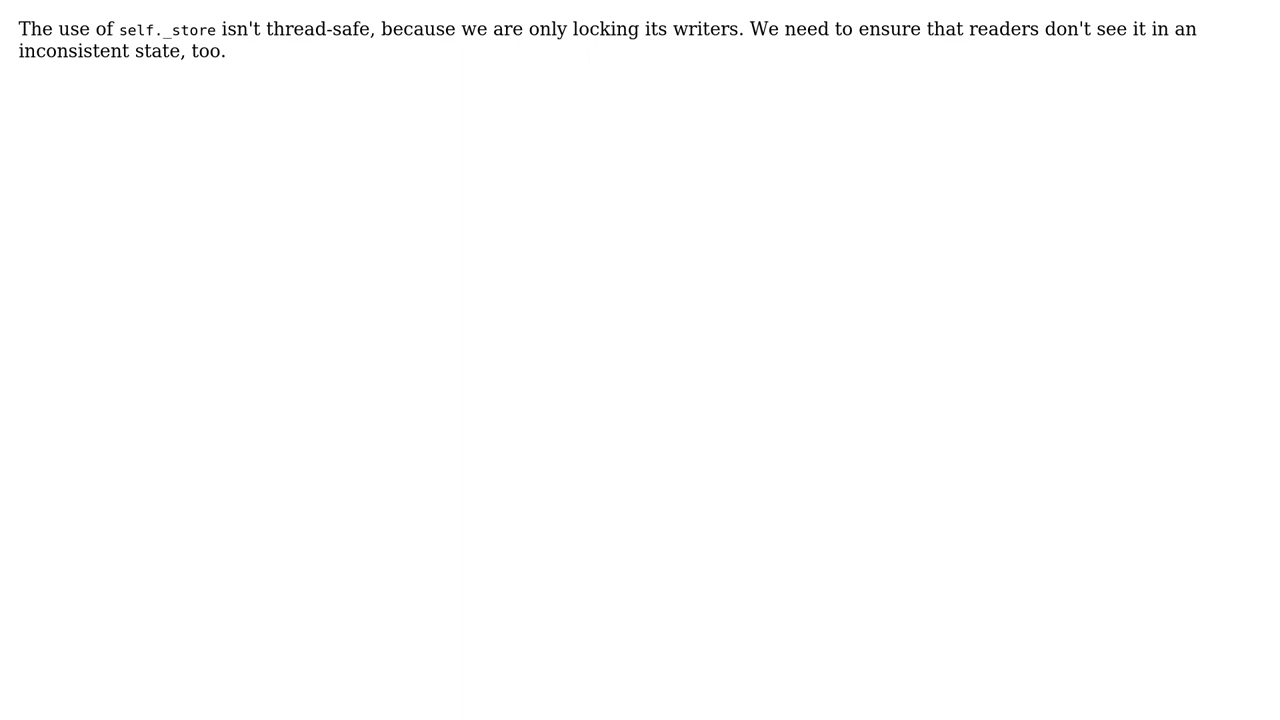 The use of self._store isn't thread-safe, because we are only locking its writers. We need to ensure that readers don't see it in an
inconsistent state, too.